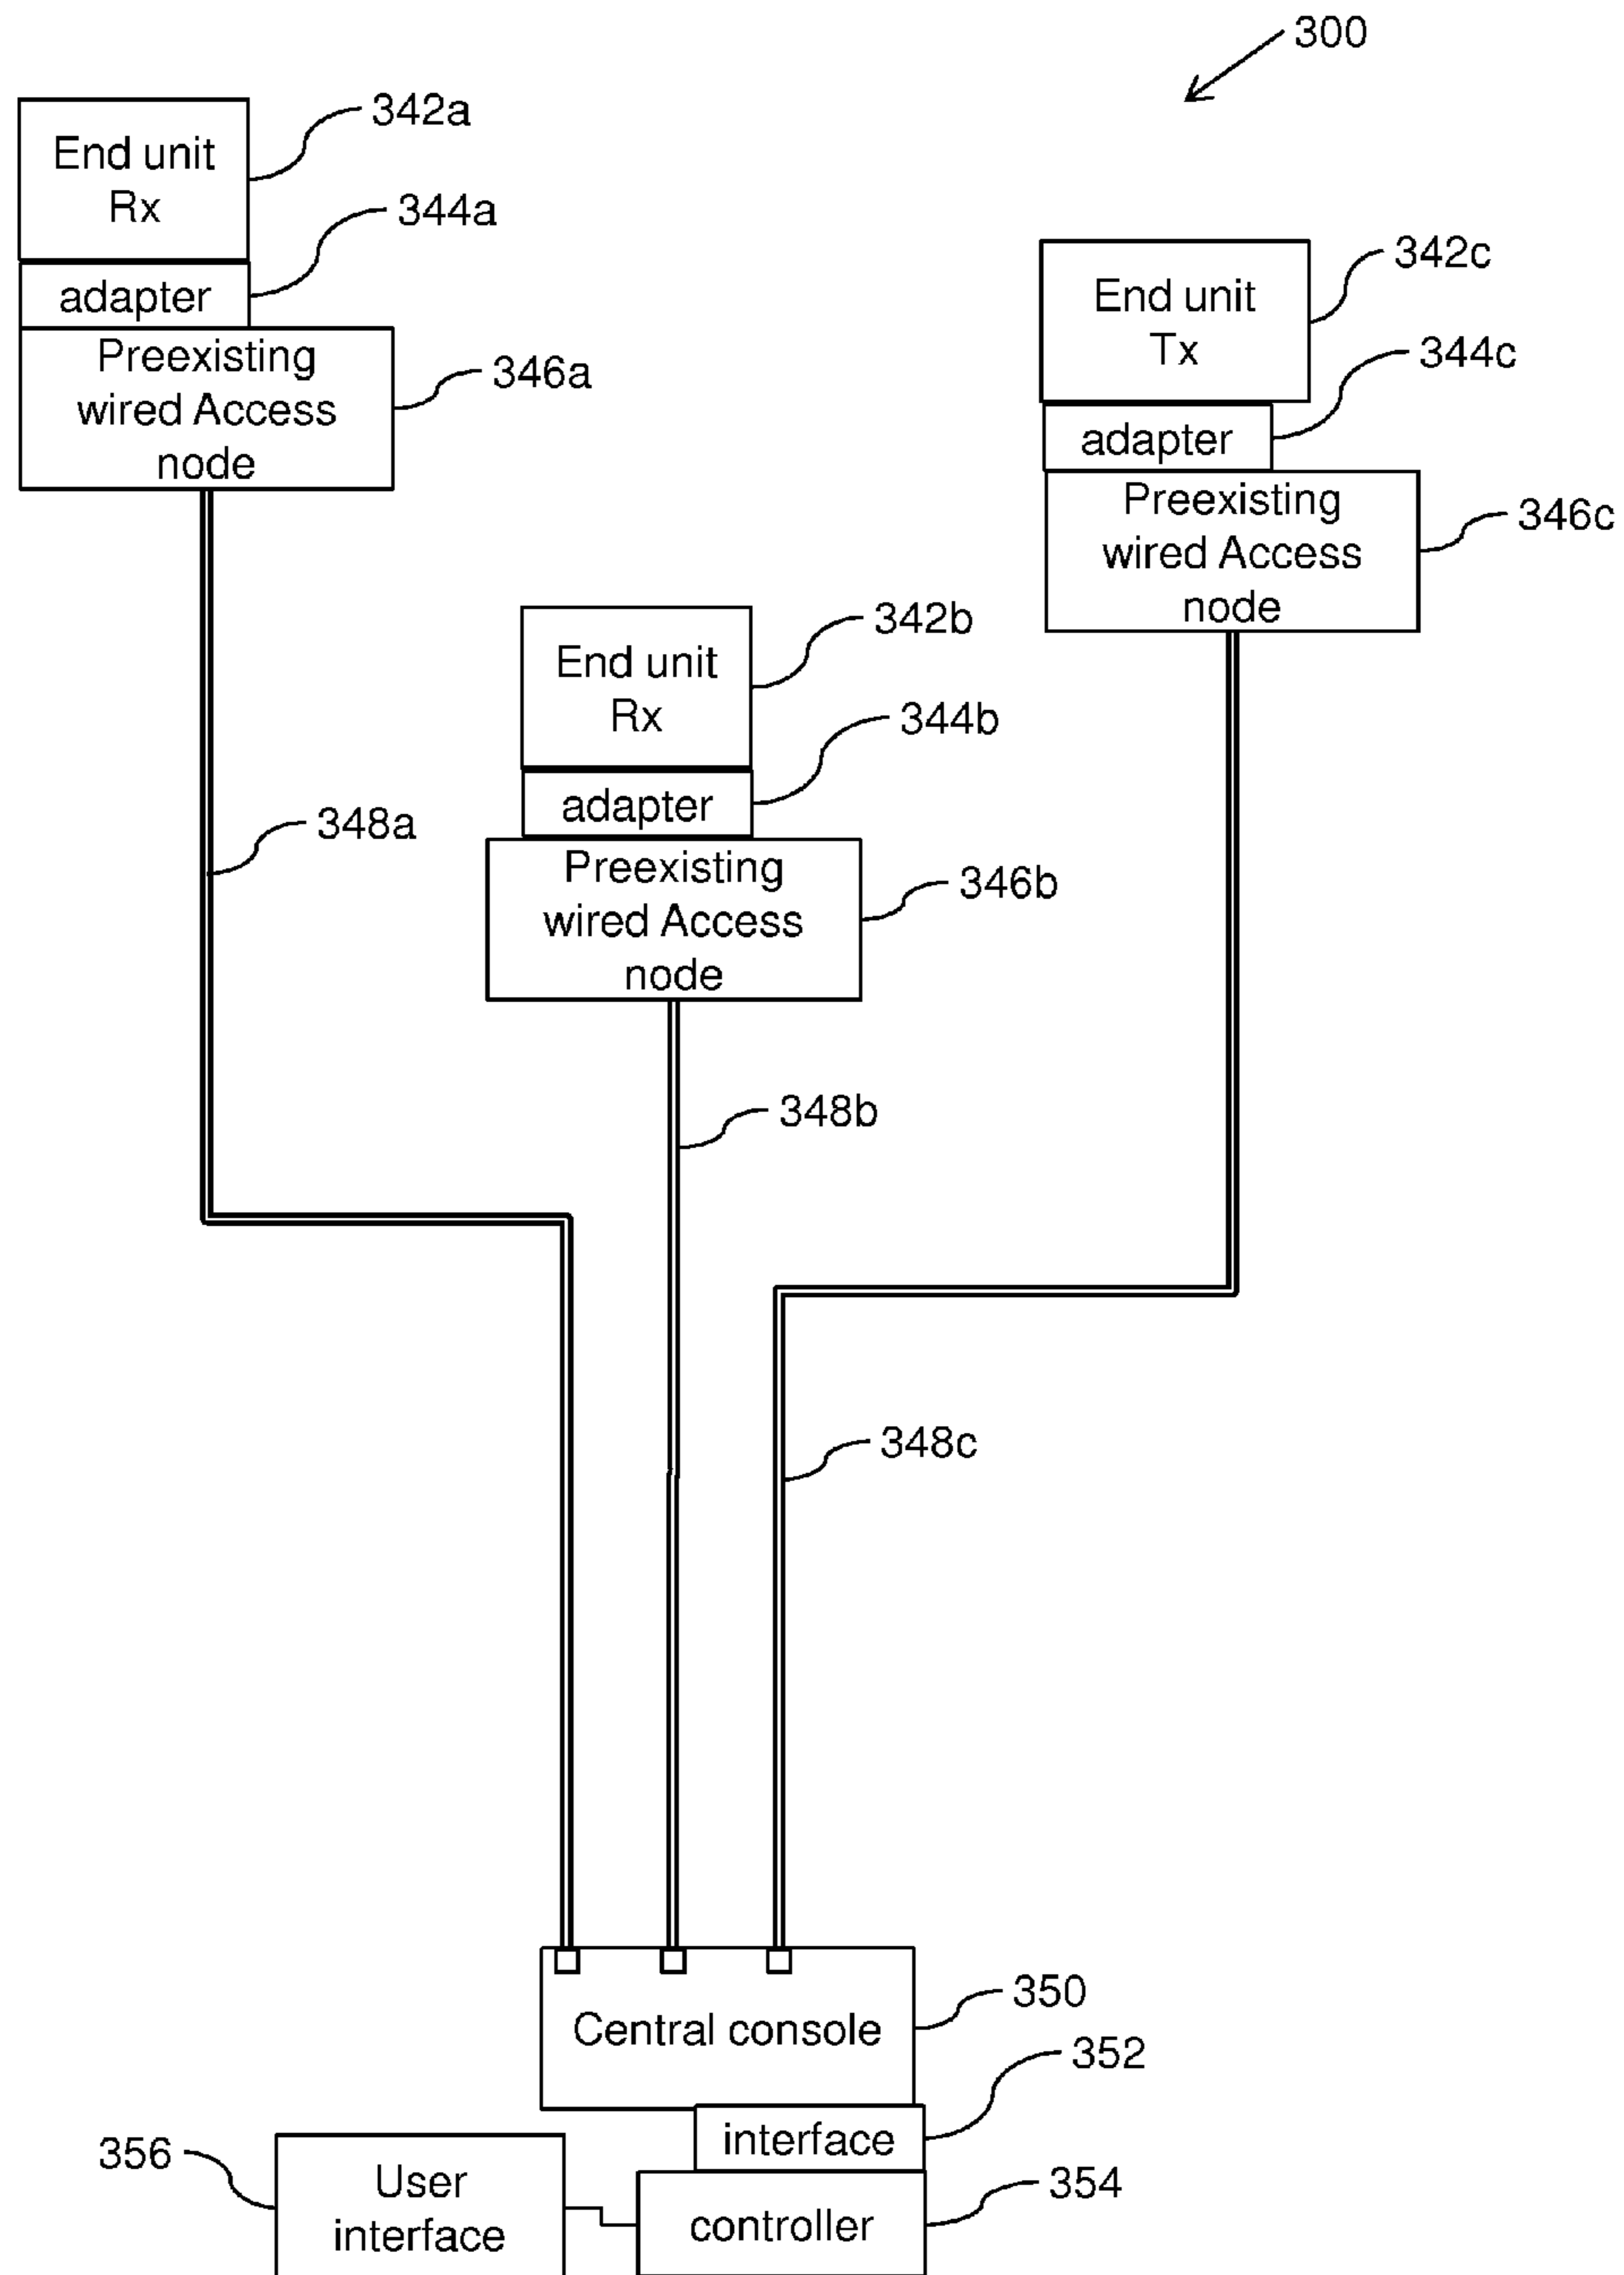 300
342a
End unit
Rx
344a
adapter
Preexisting
wired Access
node
346a
342c
End unit
Tx
344c
adapter
Preexisting
wired Access
node
346c
342b
End unit
Rx
344b
adapter
Preexisting
wired Access
node
346b
348a
348b
348c
350
Central console
352
interface
356
User
interface
354
controller